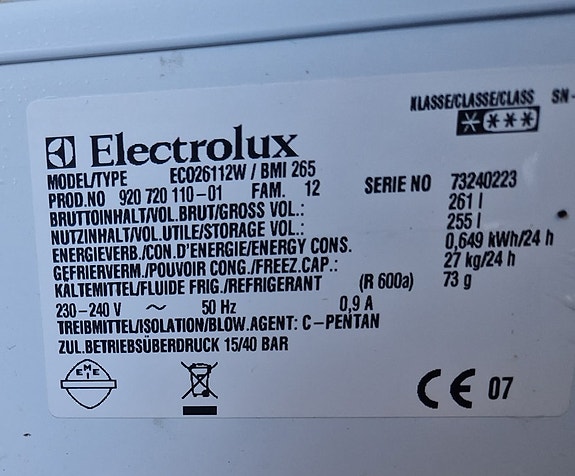 KLASSE/CLASSE/CLASS SN-
Electrolux
MODEL/TYPE ECO26112W / BMI 265
PROD.NO 920 720 110-01 FAM. 12 SERIE NO 73240223
BRUTTOINHALT/VOL.BRUT/GROSS VOL.: 261 l
NUTZINHALT/VOL.UTILE/STORAGE VOL.: 255 l
ENERGIEVERB./CON.D'ENERGIE/ENERGY CONS. 0,649 kWh/24 h
GEFRIERVERM./POUVOIR CONG./FREEZ.CAP.: 27 kg/24 h
KÄLTEMITTEL/FLUIDE FRIG./REFRIGERANT (R 600a) 73 g
230-240 V ~ 50 Hz 0,9 A
TREIBMITTEL/ISOLATION/BLOW.AGENT: C-PENTAN
ZUL.BETRIEBSÜBERDRUCK 15/40 BAR
CE 07